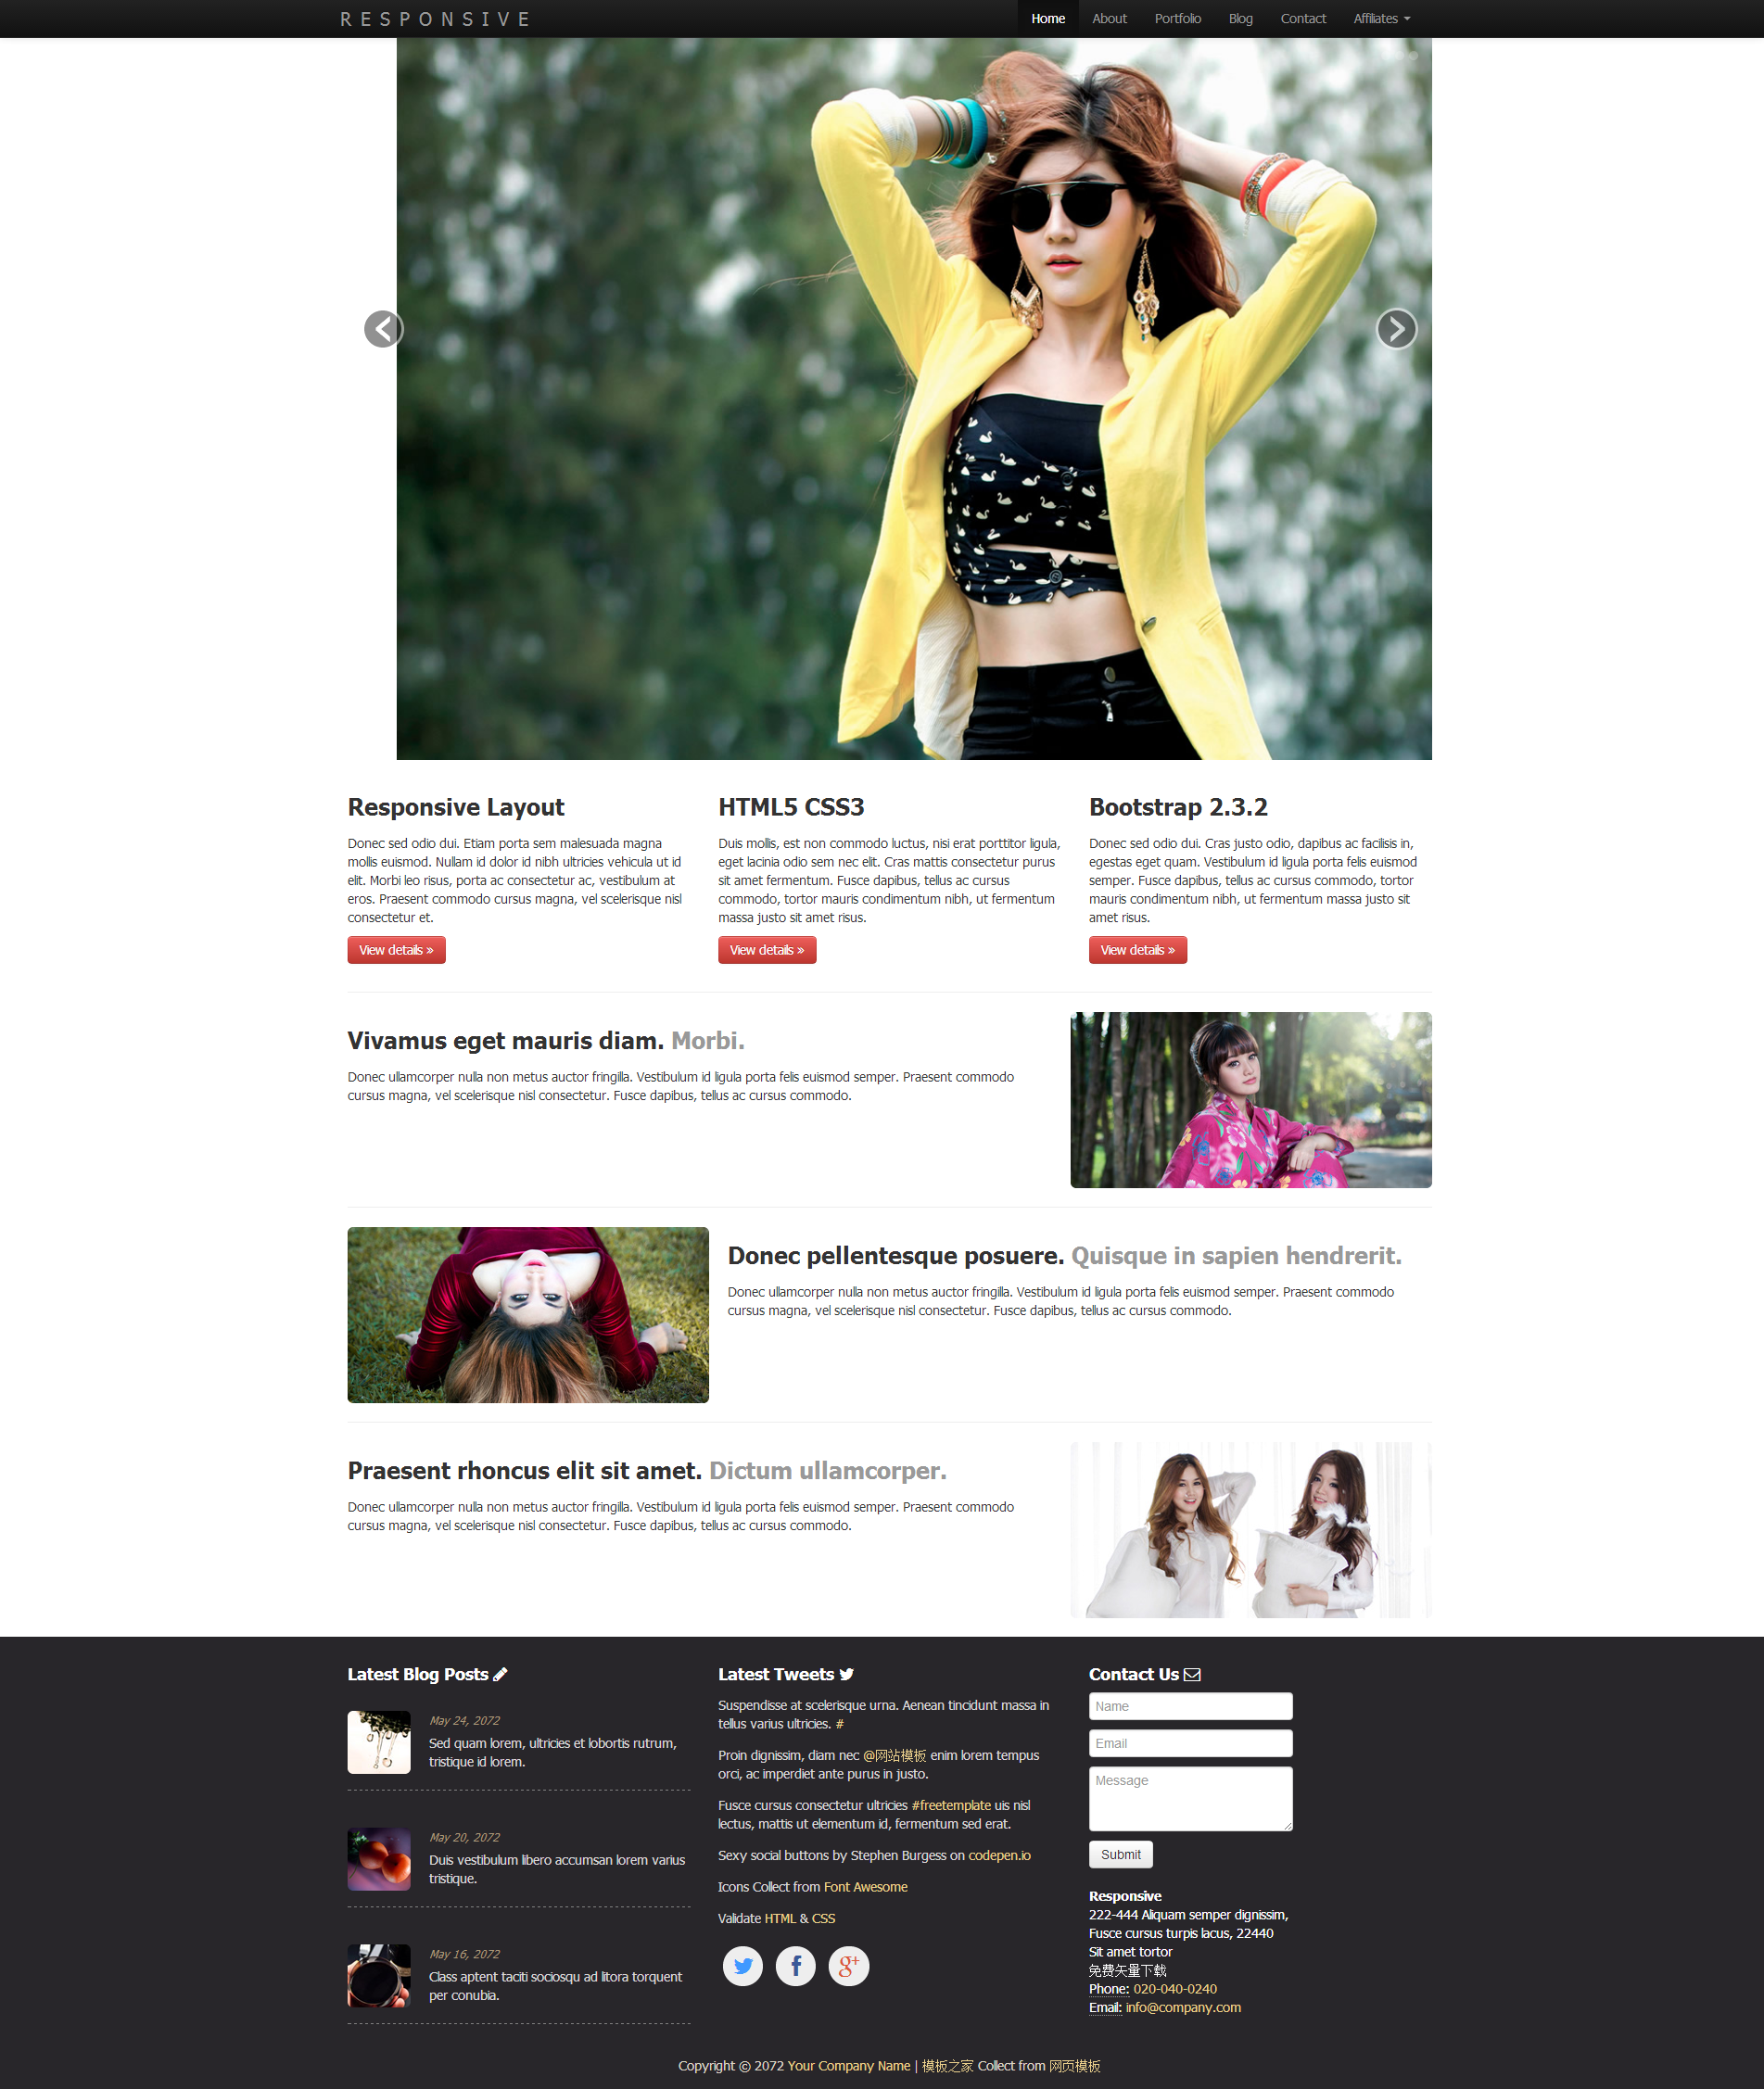 RESPONSIVE
Home About Portfolio Blog Contact Affiliates
Responsive Layout
Donec sed odio dui. Etiam porta sem malesuada magna
mollis euismod. Nullam id dolor id nibh ultricies vehicula ut id
elit. Morbi leo risus, porta ac consectetur ac, vestibulum at
eros. Praesent commodo cursus magna, vel scelerisque nisl
consectetur et.
View details »
HTML5 CSS3
Duis mollis, est non commodo luctus, nisi erat porttitor ligula,
eget lacinia odio sem nec elit. Cras mattis consectetur purus
sit amet fermentum. Fusce dapibus, tellus ac cursus
commodo, tortor mauris condimentum nibh, ut fermentum
massa justo sit amet risus.
View details »
Bootstrap 2.3.2
Donec sed odio dui. Cras justo odio, dapibus ac facilisis in,
egestas eget quam. Vestibulum id ligula porta felis euismod
semper. Fusce dapibus, tellus ac cursus commodo, tortor
mauris condimentum nibh, ut fermentum massa justo sit
amet risus.
View details »
Vivamus eget mauris diam. Morbi.
Donec ullamcorper nulla non metus auctor fringilla. Vestibulum id ligula porta felis euismod semper. Praesent commodo
cursus magna, vel scelerisque nisl consectetur. Fusce dapibus, tellus ac cursus commodo.
Donec pellentesque posuere. Quisque in sapien hendrerit.
Donec ullamcorper nulla non metus auctor fringilla. Vestibulum id ligula porta felis euismod semper. Praesent commodo
cursus magna, vel scelerisque nisl consectetur. Fusce dapibus, tellus ac cursus commodo.
Praesent rhoncus elit sit amet. Dictum ullamcorper.
Donec ullamcorper nulla non metus auctor fringilla. Vestibulum id ligula porta felis euismod semper. Praesent commodo
cursus magna, vel scelerisque nisl consectetur. Fusce dapibus, tellus ac cursus commodo.
Latest Blog Posts
May 24, 2072
Sed quam lorem, ultricies et lobortis rutrum,
tristique id lorem.
May 20, 2072
Duis vestibulum libero accumsan lorem varius
tristique.
May 16, 2072
Class aptent taciti sociosqu ad litora torquent
per conubia.
Latest Tweets
Suspendisse at scelerisque urna. Aenean tincidunt massa in
tellus varius ultricies. #
Proin dignissim, diam nec @网站模板 enim lorem tempus
orci, ac imperdiet ante purus in justo.
Fusce cursus consectetur ultricies #freetemplate uis nisl
lectus, mattis ut elementum id, fermentum sed erat.
Sexy social buttons by Stephen Burgess on codepen.io
Icons Collect from Font Awesome
Validate HTML & CSS
Contact Us
Name
Email
Message
Submit
Responsive
222-444 Aliquam semper dignissim,
Fusce cursus turpis lacus, 22440
Sit amet tortor
免费矢量下载
Phone: 020-040-0240
Email: info@company.com
Copyright © 2072 Your Company Name | 模板之家 Collect from 网页模板